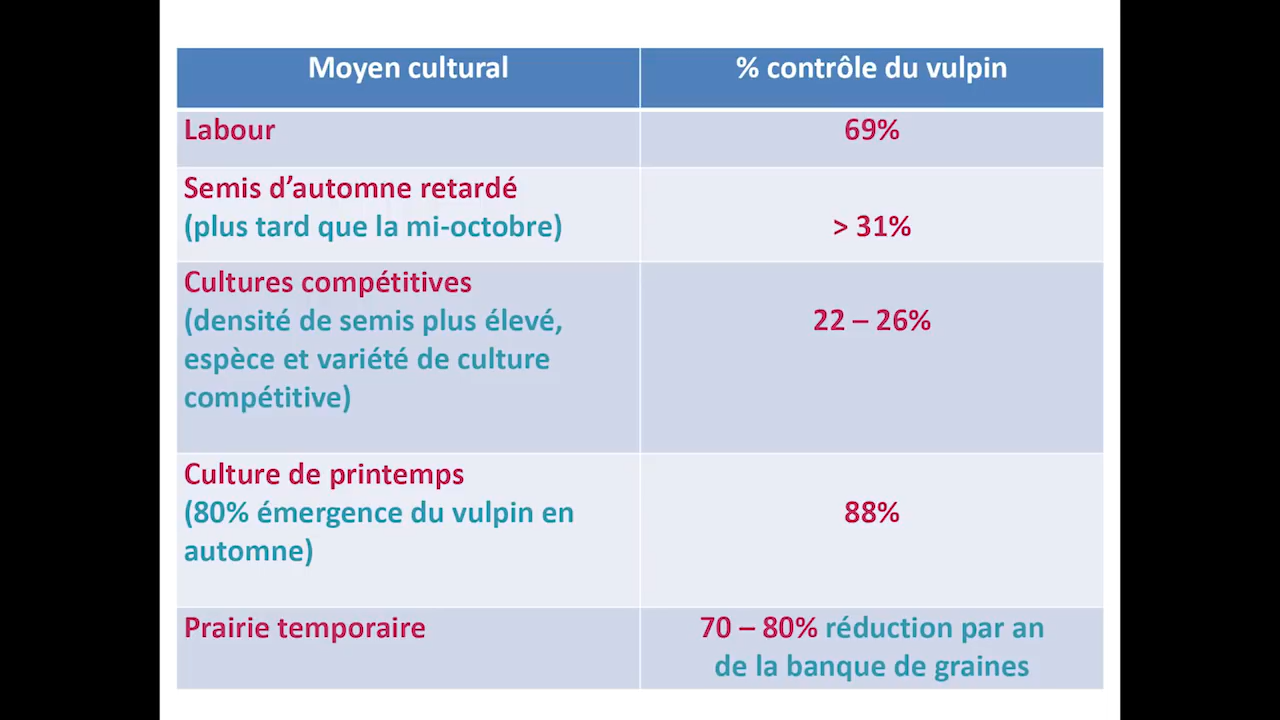 Moyen cultural
% contrôle du vulpin
Labour
69%
Semis d’automne retardé
(plus tard que la mi-octobre)
> 31%
Cultures compétitives
(densité de semis plus élevé,
espèce et variété de culture
compétitive)
22 – 26%
Culture de printemps
(80% émergence du vulpin en
automne)
88%
Prairie temporaire
70 – 80% réduction par an
de la banque de graines